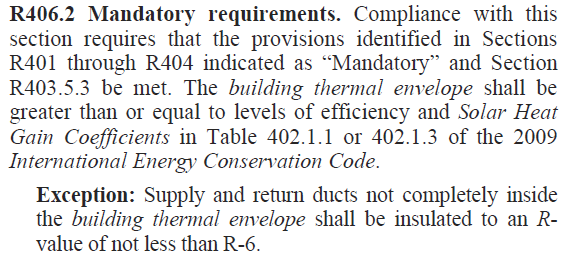 R406.2 Mandatory requirements. Compliance with this
section requires that the provisions identified in Sections
R401 through R404 indicated as “Mandatory” and Section
R403.5.3 be met. The building thermal envelope shall be
greater than or equal to levels of efficiency and Solar Heat
Gain Coefficients in Table 402.1.1 or 402.1.3 of the 2009
International Energy Conservation Code.
Exception: Supply and return ducts not completely inside
the building thermal envelope shall be insulated to an R-
value of not less than R-6.